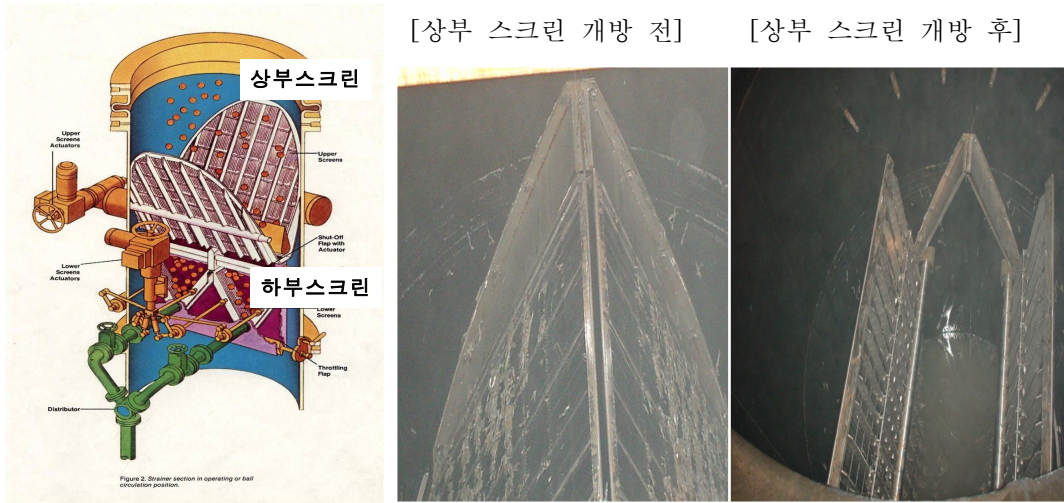 [상부 스크린 개방 전]
[상부 스크린 개방 후]
상부스크린
Upper
Screens
Actuators
Upper
Screens
Shut-Off
Flap with
Actuator
Lower
Screens
Actuators
하부스크린
Lower
Screens
Throttling
Flap
Distributor
Figure 2. Strainer section in operating or ball
circulation position.